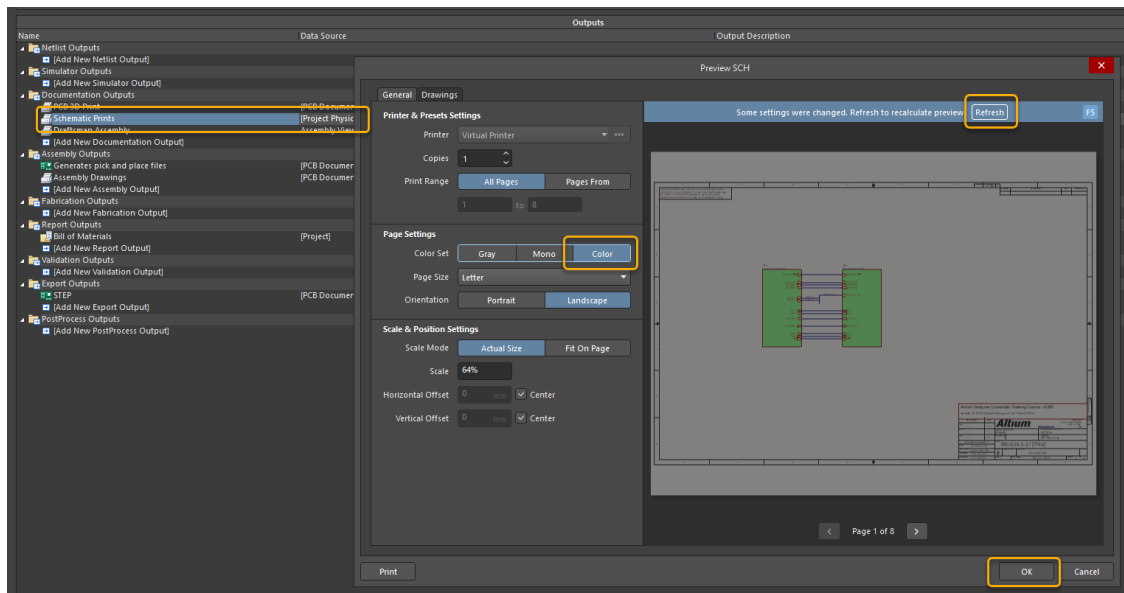 Outputs
Name Data Source Output Description
Netlist Outputs
[Add New Netlist Output]
Simulator Outputs
[Add New Simulator Output]
Documentation Outputs
PCB 3D Print [PCB Documen
Schematic Prints [Project Physic
Draftsman Assembly Assembly View
[Add New Documentation Output]
Assembly Outputs
Generates pick and place files [PCB Documen
Assembly Drawings [PCB Documen
[Add New Assembly Output]
Fabrication Outputs
[Add New Fabrication Output]
Report Outputs
Bill of Materials [Project]
[Add New Report Output]
Validation Outputs
[Add New Validation Output]
Export Outputs
STEP [PCB Documen
[Add New Export Output]
PostProcess Outputs
[Add New PostProcess Output]
Preview SCH
General Drawings
Printer & Presets Settings
Printer Virtual Printer
Copies 1
Print Range All Pages Pages From
1 to 8
Page Settings
Color Set Gray Mono Color
Page Size Letter
Orientation Portrait Landscape
Scale & Position Settings
Scale Mode Actual Size Fit On Page
Scale 64%
Horizontal Offset 0 mm Center
Vertical Offset 0 mm Center
Some settings were changed. Refresh to recalculate preview Refresh F5
Altium
Page 1 of 8
Print OK Cancel